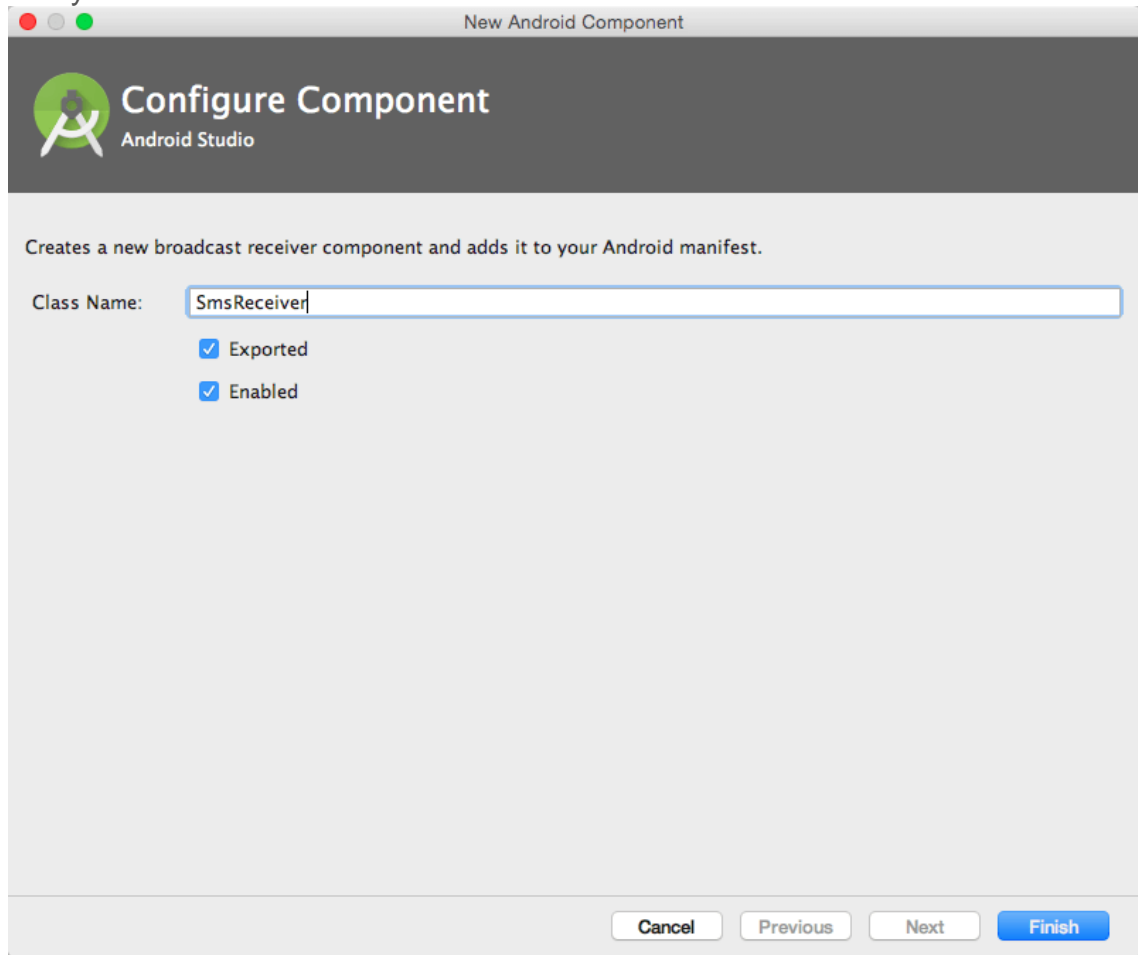 New Android Component
Configure Component
Android Studio
Creates a new broadcast receiver component and adds it to your Android manifest.
Class Name: SmsReceiver
Exported
Enabled
Cancel Previous Next Finish